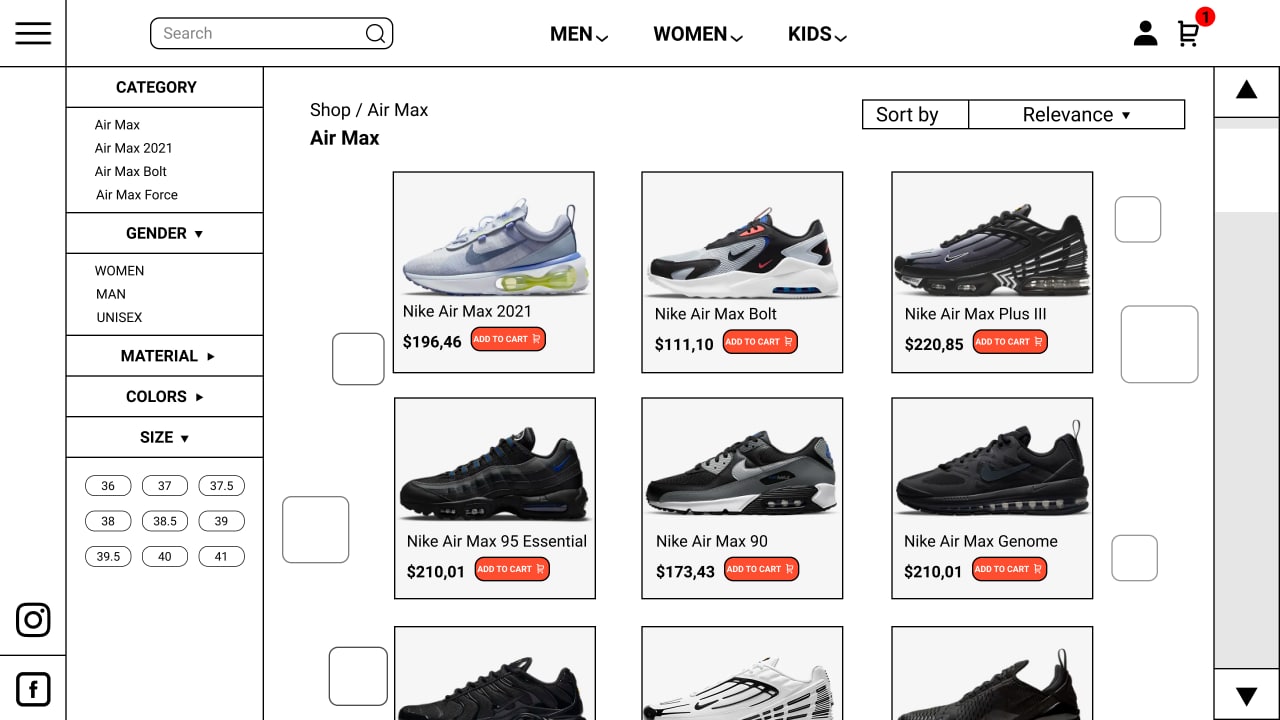 Search
MEN
WOMEN
KIDS
1
CATEGORY
Air Max
Air Max 2021
Air Max Bolt
Air Max Force
GENDER
WOMEN
MAN
UNISEX
MATERIAL
COLORS
SIZE
36 37 37.5
38 38.5 39
39.5 40 41
Shop / Air Max
Air Max
Sort by Relevance
Nike Air Max 2021
$196,46 ADD TO CART
Nike Air Max Bolt
$111,10 ADD TO CART
Nike Air Max Plus III
$220,85 ADD TO CART
Nike Air Max 95 Essential
$210,01 ADD TO CART
Nike Air Max 90
$173,43 ADD TO CART
Nike Air Max Genome
$210,01 ADD TO CART